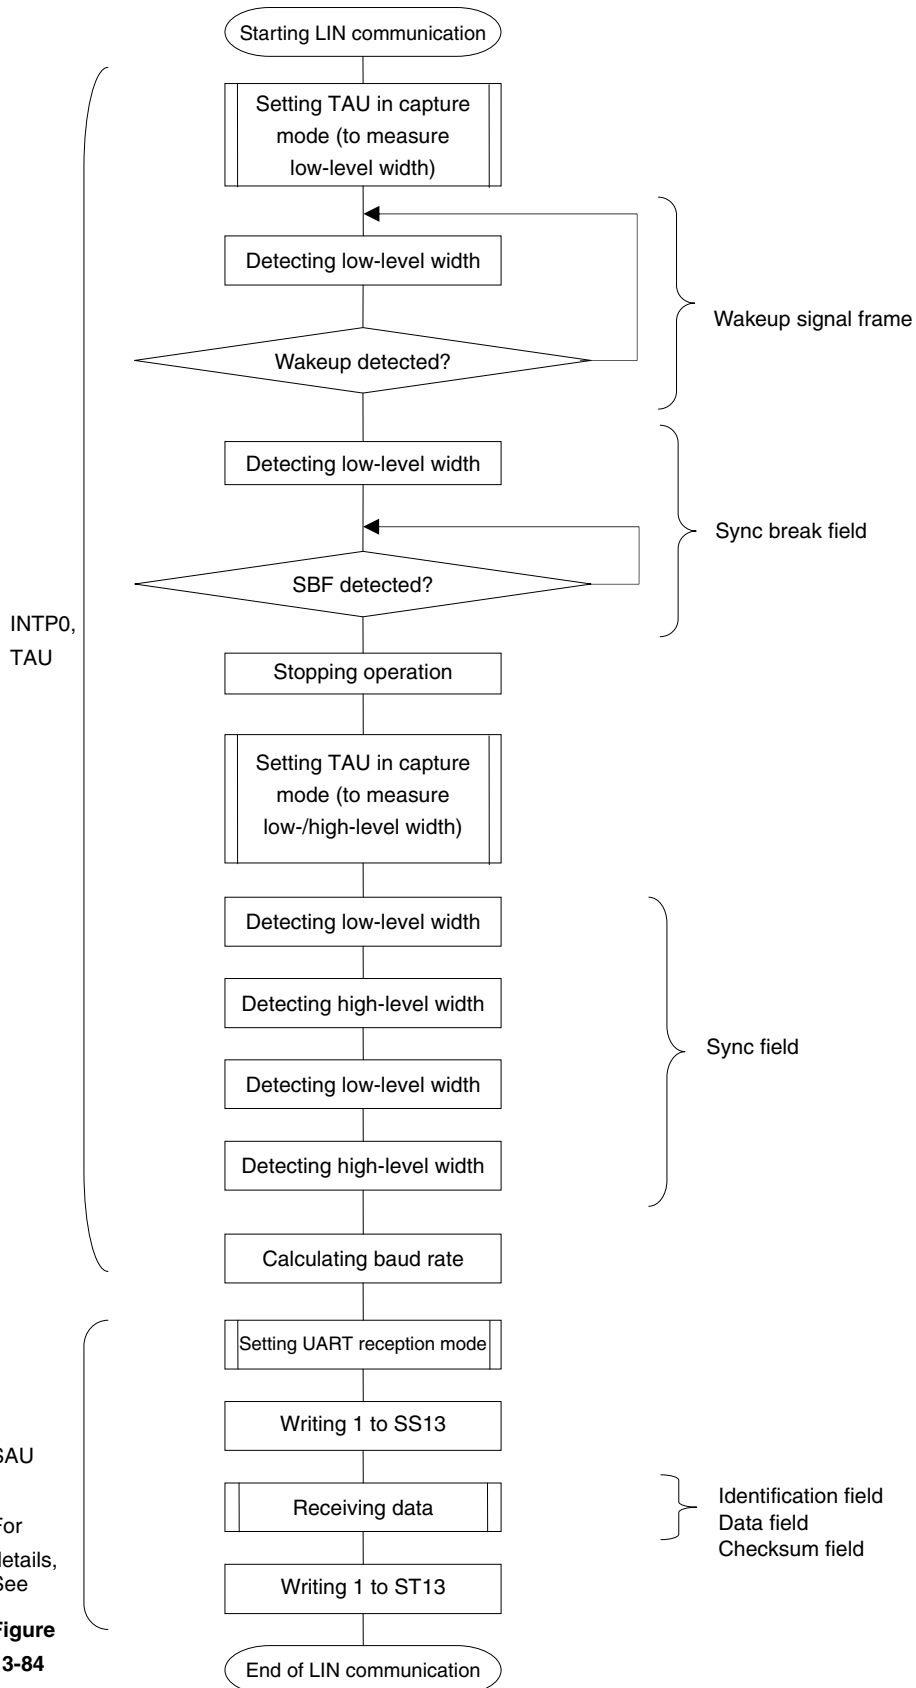 Starting LIN communication
Setting TAU in capture
mode (to measure
low-level width)
Detecting low-level width
Wakeup detected?
Wakeup signal frame
Detecting low-level width
SBF detected?
Sync break field
INTP0,
TAU
Stopping operation
Setting TAU in capture
mode (to measure
low-/high-level width)
Detecting low-level width
Detecting high-level width
Detecting low-level width
Detecting high-level width
Sync field
Calculating baud rate
Setting UART reception mode
Writing 1 to SS13
Receiving data
Writing 1 to ST13
SAU
For
details,
See
Figure
3-84
Identification field
Data field
Checksum field
End of LIN communication